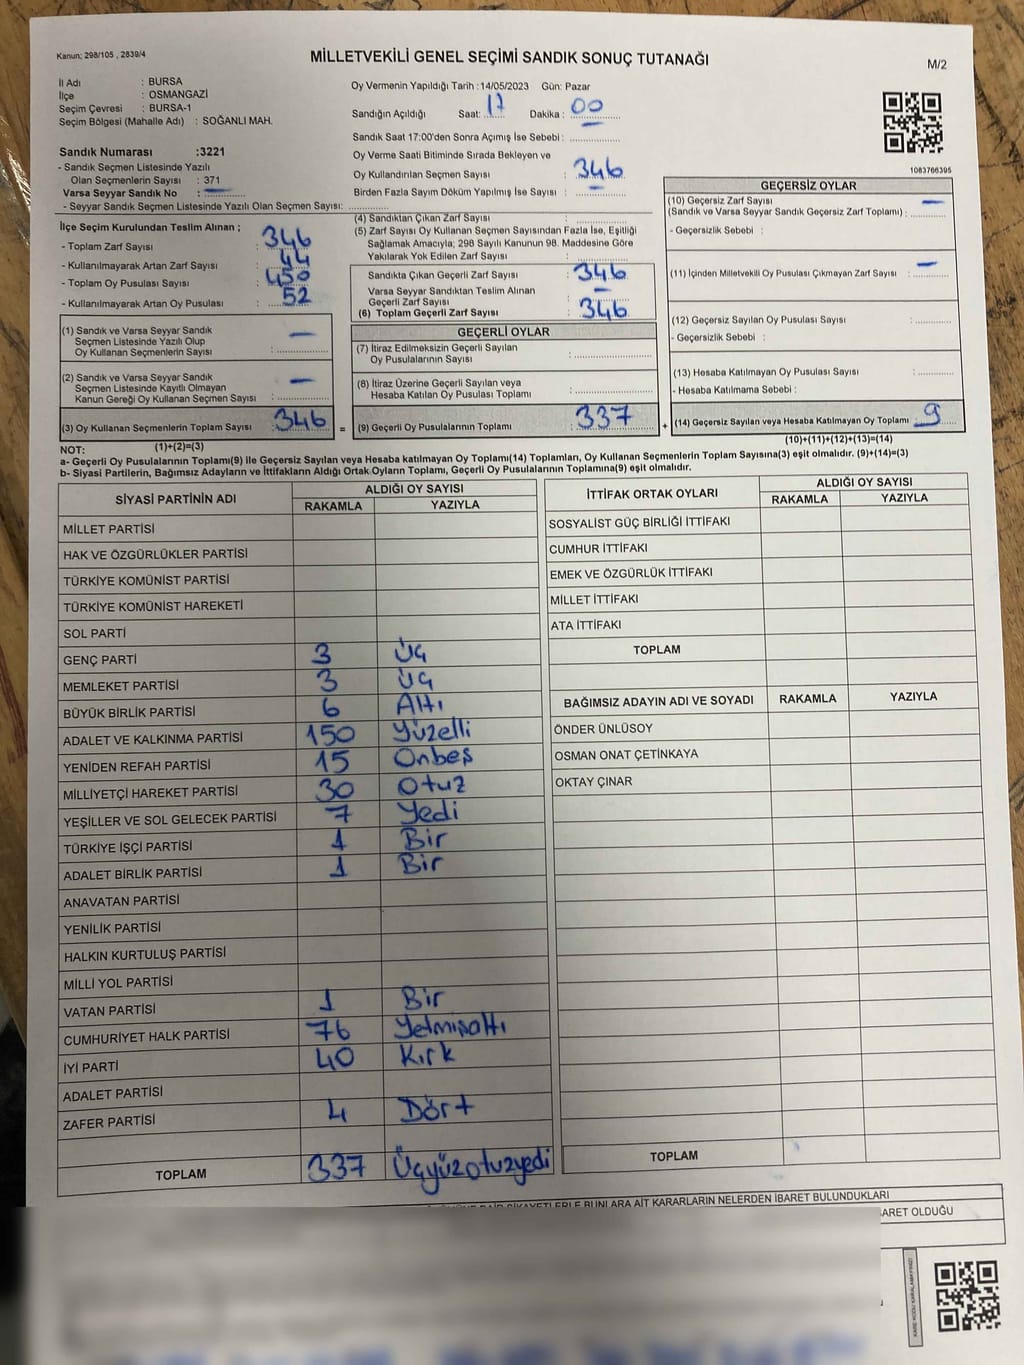 Kanun; 298/105 , 2839/4
MİLLETVEKİLİ GENEL SEÇİMİ SANDIK SONUÇ TUTANAĞI
M/2
İl Adı : BURSA
İlçe : OSMANGAZİ
Seçim Çevresi : BURSA-1
Seçim Bölgesi (Mahalle Adı) : SOĞANLI MAH.
Sandık Numarası :3221
- Sandık Seçmen Listesinde Yazılı
Olan Seçmenlerin Sayısı : 371
Varsa Seyyar Sandık No : —
- Seyyar Sandık Seçmen Listesinde Yazılı Olan Seçmen Sayısı:
Oy Vermenin Yapıldığı Tarih :14/05/2023 Gün: Pazar
Sandığın Açıldığı Saat: 17 Dakika : 00
Sandık Saat 17:00'den Sonra Açımış İse Sebebi :
Oy Verme Saati Bitiminde Sırada Bekleyen ve
Oy Kullandırılan Seçmen Sayısı : 346
Birden Fazla Sayım Döküm Yapılmış İse Sayısı : —
1083766395
İlçe Seçim Kurulundan Teslim Alınan ;
- Toplam Zarf Sayısı : 346
- Kullanılmayarak Artan Zarf Sayısı : 44
- Toplam Oy Pusulası Sayısı : 450
- Kullanılmayarak Artan Oy Pusulası : 52
(4) Sandıktan Çıkan Zarf Sayısı :
(5) Zarf Sayısı Oy Kullanan Seçmen Sayısından Fazla İse, Eşitliği
Sağlamak Amacıyla; 298 Sayılı Kanunun 98. Maddesine Göre
Yakılarak Yok Edilen Zarf Sayısı :
Sandıkta Çıkan Geçerli Zarf Sayısı : 346
Varsa Seyyar Sandıktan Teslim Alınan
Geçerli Zarf Sayısı : —
(6) Toplam Geçerli Zarf Sayısı : 346
GEÇERSİZ OYLAR
(10) Geçersiz Zarf Sayısı —
(Sandık ve Varsa Seyyar Sandık Geçersiz Zarf Toplamı) :
- Geçersizlik Sebebi :
(11) İçinden Milletvekili Oy Pusulası Çıkmayan Zarf Sayısı : —
(12) Geçersiz Sayılan Oy Pusulası Sayısı :
- Geçersizlik Sebebi :
(13) Hesaba Katılmayan Oy Pusulası Sayısı :
- Hesaba Katılmama Sebebi :
(14) Geçersiz Sayılan veya Hesaba Katılmayan Oy Toplamı : 9
(10)+(11)+(12)+(13)=(14)
(1) Sandık ve Varsa Seyyar Sandık
Seçmen Listesinde Yazılı Olup
Oy Kullanan Seçmenlerin Sayısı : —
(2) Sandık ve Varsa Seyyar Sandık
Seçmen Listesinde Kayıtlı Olmayan
Kanun Gereği Oy Kullanan Seçmen Sayısı : —
(3) Oy Kullanan Seçmenlerin Toplam Sayısı : 346 =
(1)+(2)=(3)
GEÇERLİ OYLAR
(7) İtiraz Edilmeksizin Geçerli Sayılan
Oy Pusulalarının Sayısı :
(8) İtiraz Üzerine Geçerli Sayılan veya
Hesaba Katılan Oy Pusulası Toplamı :
(9) Geçerli Oy Pusulalarının Toplamı : 337 +
NOT:
a- Geçerli Oy Pusulalarının Toplamı(9) ile Geçersiz veya Hesaba katılmayan Oy Toplamı(14) Toplamları, Oy Kullanan Seçmenlerin Toplam Sayısına(3) eşit olmalıdır. (9)+(14)=(3)
b- Siyasi Partilerin, Bağımsız Adayların ve İttifakların Aldığı Ortak Oyların Toplamı, Geçerli Oy Pusulalarının Toplamına(9) eşit olmalıdır.
SİYASİ PARTİNİN ADI
ALDIĞI OY SAYISI
RAKAMLA YAZIYLA
MİLLET PARTİSİ
HAK VE ÖZGÜRLÜKLER PARTİSİ
TÜRKİYE KOMÜNİST PARTİSİ
TÜRKİYE KOMÜNİST HAREKETİ
SOL PARTİ
GENÇ PARTİ 3 Üç
MEMLEKET PARTİSİ 3 Üç
BÜYÜK BİRLİK PARTİSİ 6 Altı
ADALET VE KALKINMA PARTİSİ 150 Yüzelli
YENİDEN REFAH PARTİSİ 15 Onbeş
MİLLİYETÇİ HAREKET PARTİSİ 30 Otuz
YEŞİLLER VE SOL GELECEK PARTİSİ 7 Yedi
TÜRKİYE İŞÇİ PARTİSİ 1 Bir
ADALET BİRLİK PARTİSİ 1 Bir
ANAVATAN PARTİSİ
YENİLİK PARTİSİ
HALKIN KURTULUŞ PARTİSİ
MİLLİ YOL PARTİSİ
VATAN PARTİSİ 1 Bir
CUMHURİYET HALK PARTİSİ 76 Yetmişaltı
İYİ PARTİ 40 Kırk
ADALET PARTİSİ
ZAFER PARTİSİ 4 Dört
TOPLAM 337 Üçyüzotuzyedi
İTTİFAK ORTAK OYLARI
ALDIĞI OY SAYISI
RAKAMLA YAZIYLA
SOSYALİST GÜÇ BİRLİĞİ İTTİFAKI
CUMHUR İTTİFAKI
EMEK VE ÖZGÜRLÜK İTTİFAKI
MİLLET İTTİFAKI
ATA İTTİFAKI
TOPLAM
BAĞIMSIZ ADAYIN ADI VE SOYADI RAKAMLA YAZIYLA
ÖNDER ÜNLÜSOY
OSMAN ONAT ÇETİNKAYA
OKTAY ÇINAR
TOPLAM
BUNLARA AİT KARARLARIN NELERDEN İBARET BULUNDUKLARI
OLDUĞU